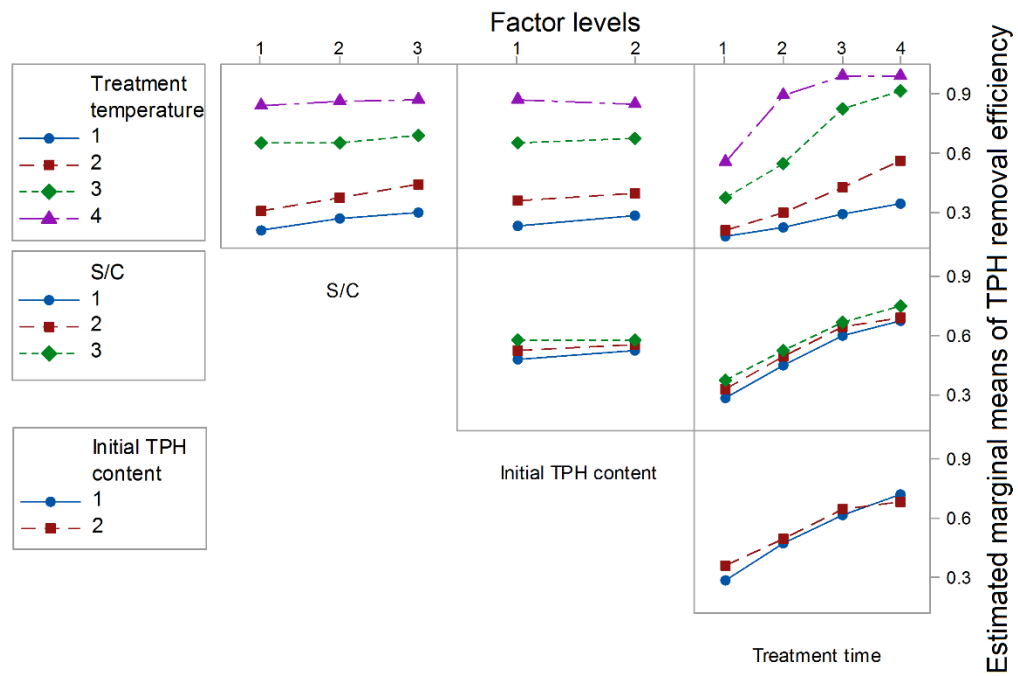 Factor levels
1 2 3 1 2 1 2 3 4
Treatment
temperature
1
2
3
4
0.9
0.6
0.3
S/C
1
2
3
S/C
0.9
0.6
0.3
Initial TPH
content
1
2
Initial TPH content
0.9
0.6
0.3
Treatment time
Estimated marginal means of TPH removal efficiency